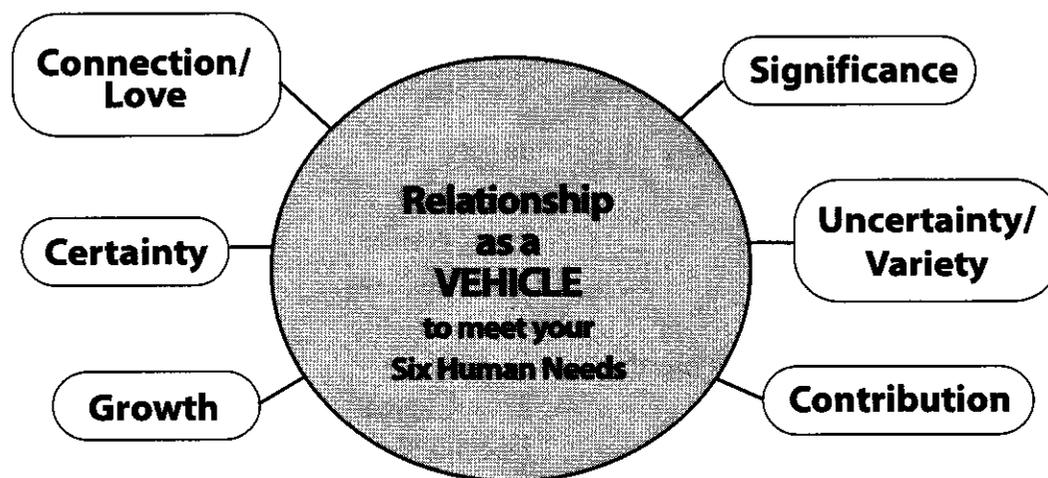 Connection/
Love
Certainty
Growth
Relationship
as a
VEHICLE
to meet your
Six Human Needs
Significance
Uncertainty/
Variety
Contribution